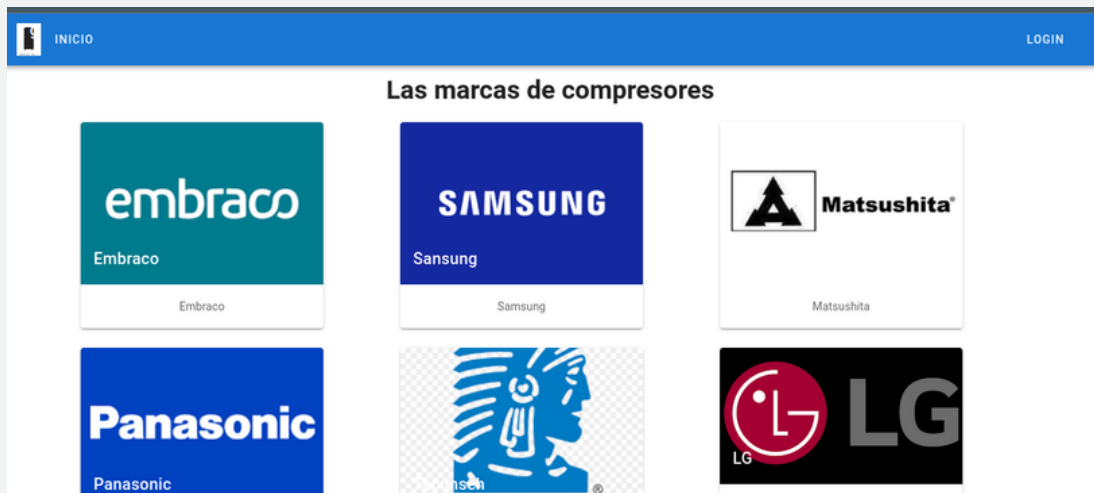 INICIO
LOGIN
Las marcas de compresores
embraco
Embraco
Embraco
SAMSUNG
Sansung
Samsung
Matsushita®
Matsushita
Panasonic
Panasonic
®
LG
LG